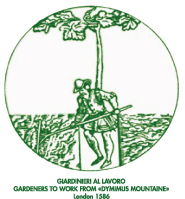 GIARDINIERI AL LAVORO
GARDENERS TO WORK FROM «DYMIMUS MOUNTAINE»
London 1586